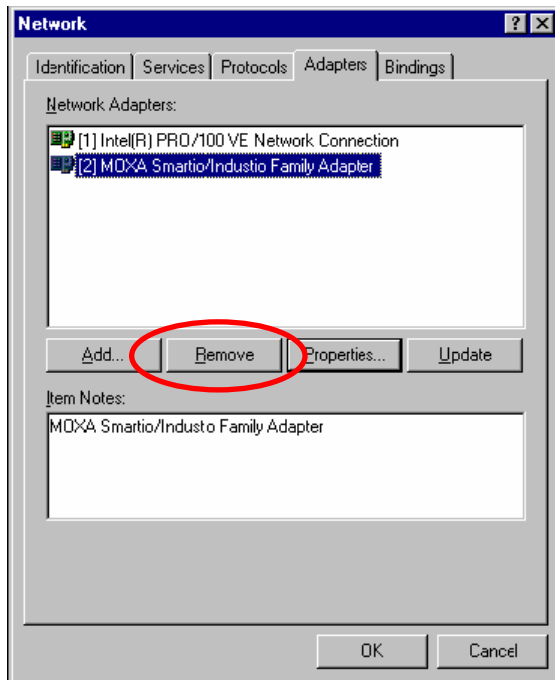 Network
Identification Services Protocols Adapters Bindings
Network Adapters:
[1] Intel(R) PRO/100 VE Network Connection
[2] MOXA Smartio/Industio Family Adapter
Add... Remove Properties... Update
Item Notes:
MOXA Smartio/Industo Family Adapter
OK Cancel